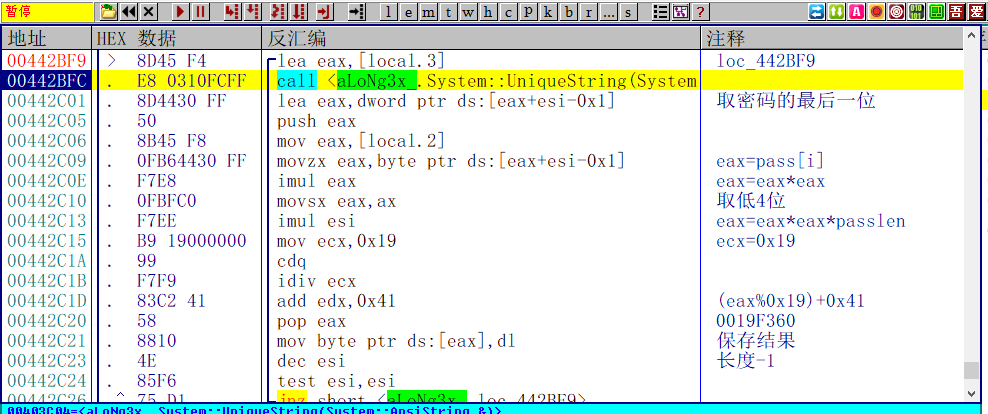 暂停 l e m t w h c p k b r ... s ? 吾 爱
地址 HEX 数据 反汇编 注释
00442BF9 > 8D45 F4 lea eax,[local.3] loc_442BF9
00442BFC . E8 0310FCFF call <aLoNg3x_.System::UniqueString(System
00442C01 . 8D4430 FF lea eax,dword ptr ds:[eax+esi-0x1] 取密码的最后一位
00442C05 . 50 push eax
00442C06 . 8B45 F8 mov eax,[local.2]
00442C09 . 0FB64430 FF movzx eax,byte ptr ds:[eax+esi-0x1] eax=pass[i]
00442C0E . F7E8 imul eax eax=eax*eax
00442C10 . 0FBFC0 movsx eax,ax 取低4位
00442C13 . F7EE imul esi eax=eax*eax*passlen
00442C15 . B9 19000000 mov ecx,0x19 ecx=0x19
00442C1A . 99 cdq
00442C1B . F7F9 idiv ecx
00442C1D . 83C2 41 add edx,0x41 (eax%0x19)+0x41
00442C20 . 58 pop eax 0019F360
00442C21 . 8810 mov byte ptr ds:[eax],dl 保存结果
00442C23 . 4E dec esi 长度-1
00442C24 . 85F6 test esi,esi
00442C26 .^ 75 D1 jnz short <aLoNg3x_.loc_442BF9>
00403C04=<aLoNg3x_.System::UniqueString(System::AnsiString &)>